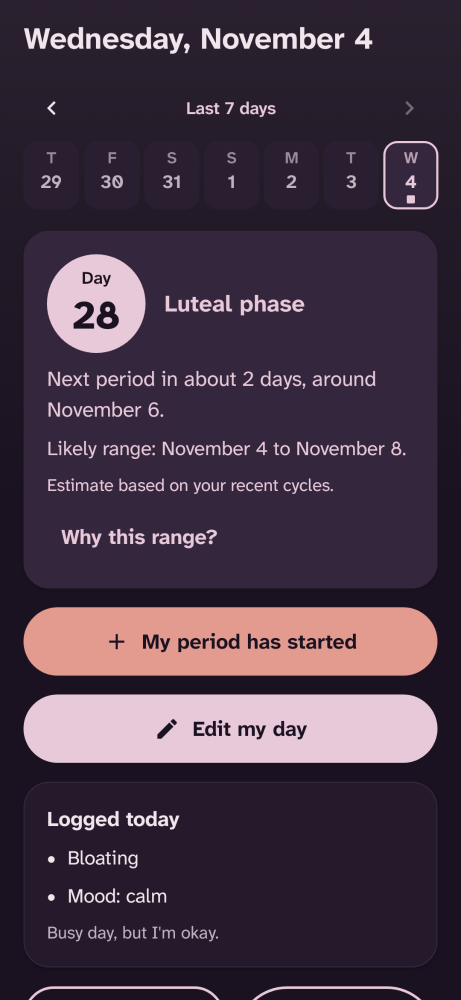 Wednesday, November 4
Last 7 days
T F S S M T W
29 30 31 1 2 3 4
Day
28
Luteal phase
Next period in about 2 days, around
November 6.
Likely range: November 4 to November 8.
Estimate based on your recent cycles.
Why this range?
+ My period has started
Edit my day
Logged today
• Bloating
• Mood: calm
Busy day, but I'm okay.